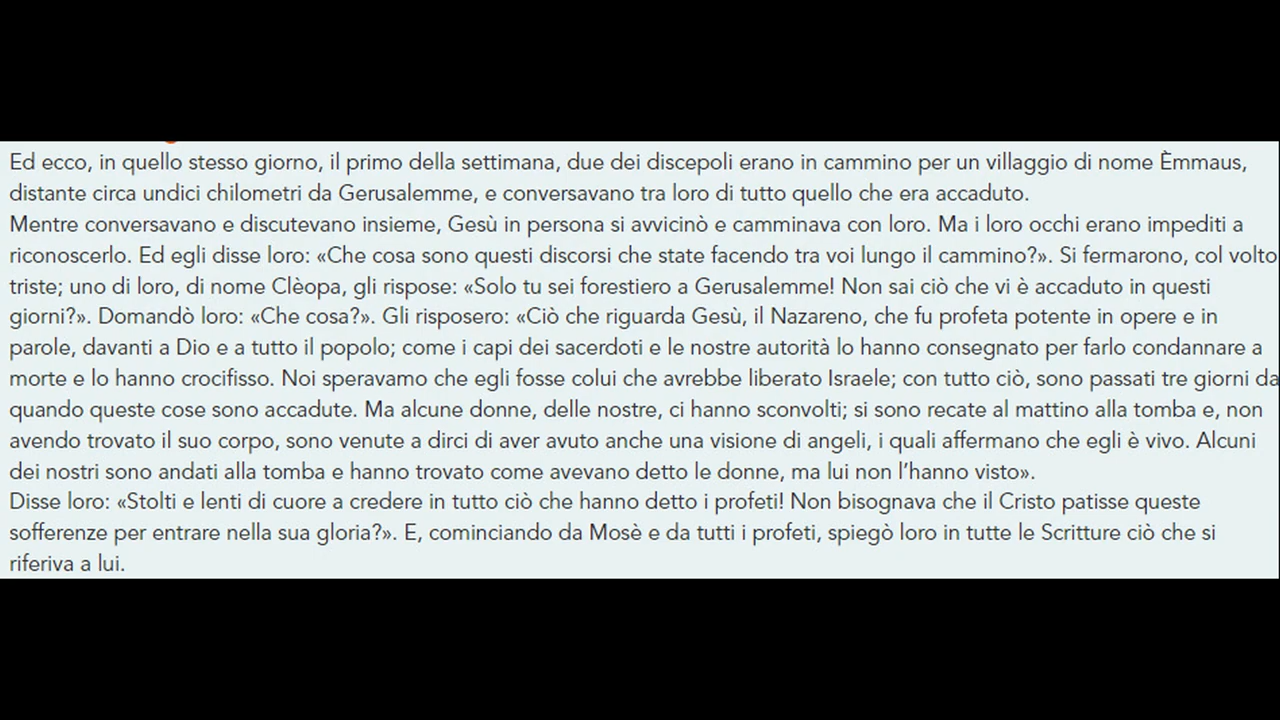 Ed ecco, in quello stesso giorno, il primo della settimana, due dei discepoli erano in cammino per un villaggio di nome Èmmaus,
distante circa undici chilometri da Gerusalemme, e conversavano tra loro di tutto quello che era accaduto.
Mentre conversavano e discutevano insieme, Gesù in persona si avvicinò e camminava con loro. Ma i loro occhi erano impediti a
riconoscerlo. Ed egli disse loro: «Che cosa sono questi discorsi che state facendo tra voi lungo il cammino?». Si fermarono, col volto
triste; uno di loro, di nome Clèopa, gli rispose: «Solo tu sei forestiero a Gerusalemme! Non sai ciò che vi è accaduto in questi
giorni?». Domandò loro: «Che cosa?». Gli risposero: «Ciò che riguarda Gesù, il Nazareno, che fu profeta potente in opere e in
parole, davanti a Dio e a tutto il popolo; come i capi dei sacerdoti e le nostre autorità lo hanno consegnato per farlo condannare a
morte e lo hanno crocifisso. Noi speravamo che egli fosse colui che avrebbe liberato Israele; con tutto ciò, sono passati tre giorni da
quando queste cose sono accadute. Ma alcune donne, delle nostre, ci hanno sconvolti; si sono recate al mattino alla tomba e, non
avendo trovato il suo corpo, sono venute a dirci di aver avuto anche una visione di angeli, i quali affermano che egli è vivo. Alcuni
dei nostri sono andati alla tomba e hanno trovato come avevano detto le donne, ma lui non l’hanno visto».
Disse loro: «Stolti e lenti di cuore a credere in tutto ciò che hanno detto i profeti! Non bisognava che il Cristo patisse queste
sofferenze per entrare nella sua gloria?». E, cominciando da Mosè e da tutti i profeti, spiegò loro in tutte le Scritture ciò che si
riferiva a lui.